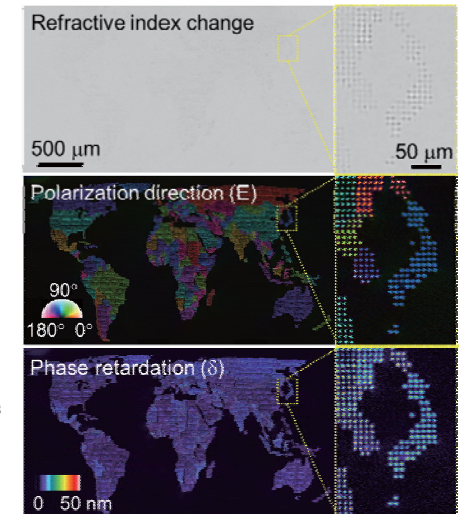 Refractive index change
500 μm
50 μm
Polarization direction (E)
90°
180° 0°
Phase retardation (δ)
0 50 nm